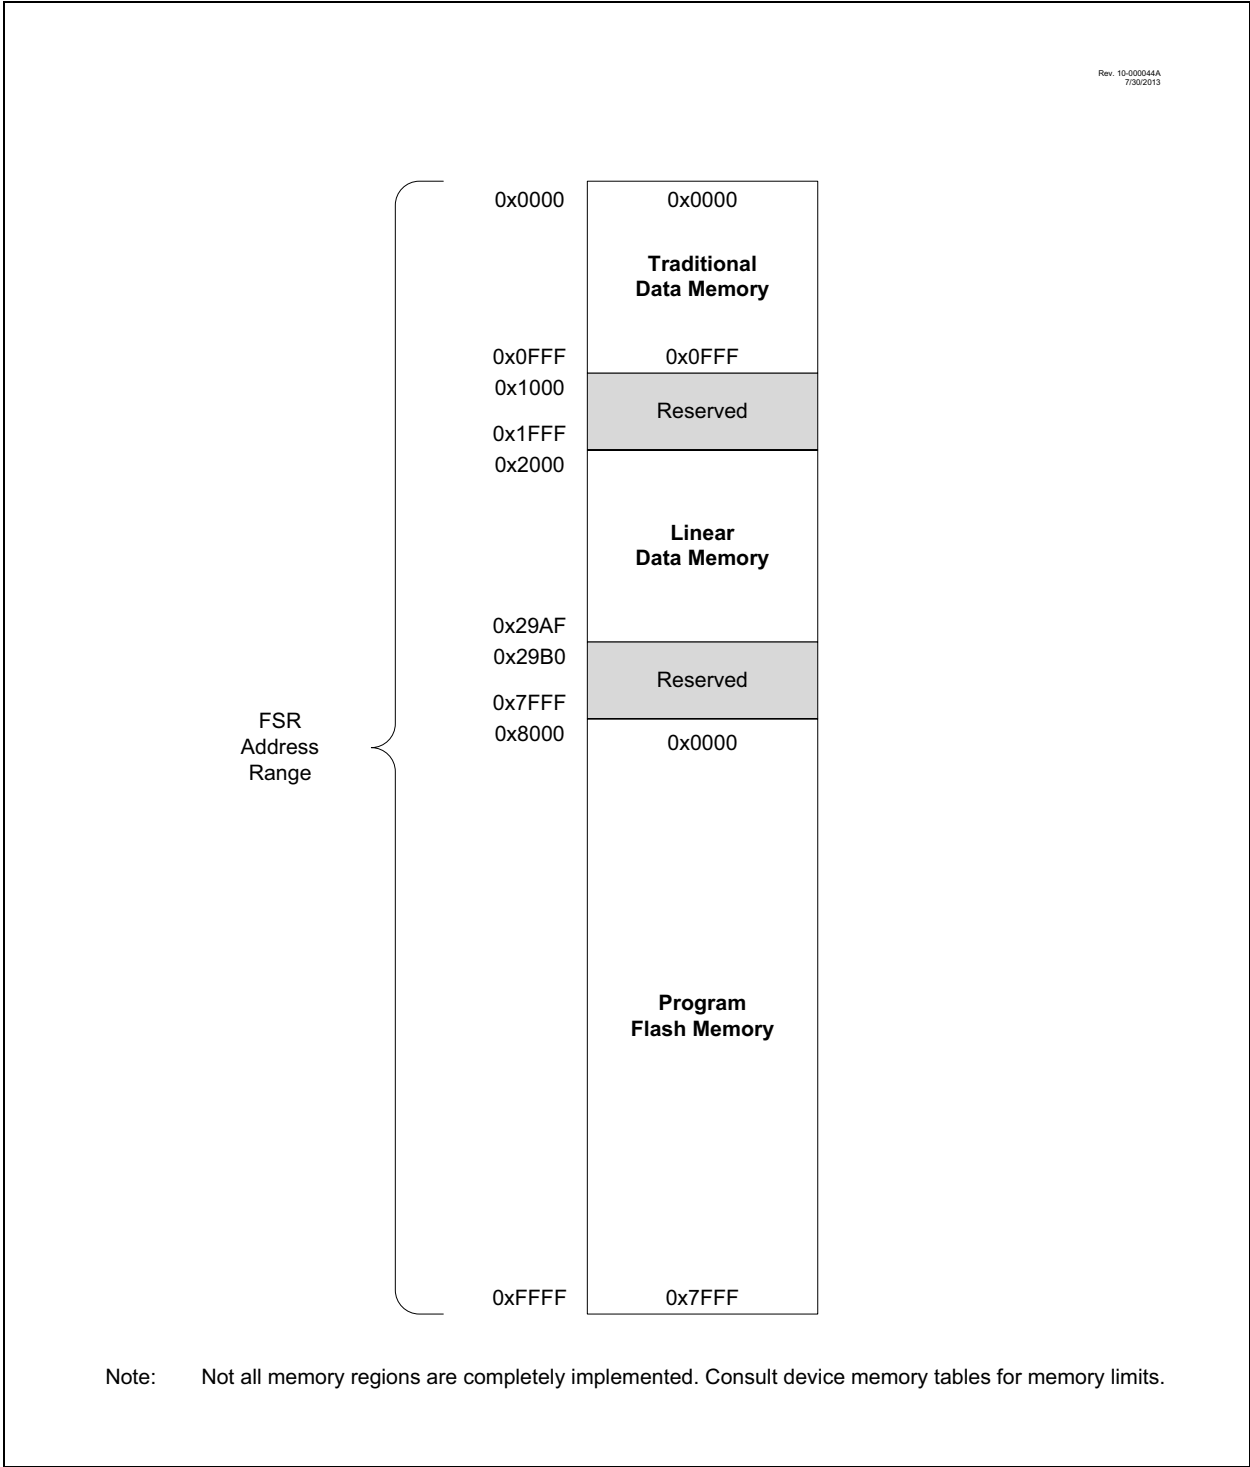 Rev. 10-000044A
7/30/2013
0x0000
0x0000
Traditional
Data Memory
0x0FFF
0x0FFF
0x1000
Reserved
0x1FFF
0x2000
Linear
Data Memory
0x29AF
0x29B0
Reserved
0x7FFF
0x8000
0x0000
FSR
Address
Range
Program
Flash Memory
0xFFFF
0x7FFF
Note: Not all memory regions are completely implemented. Consult device memory tables for memory limits.